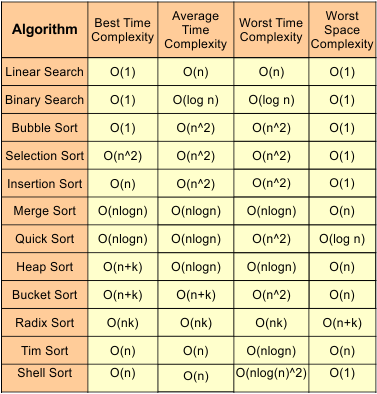 Algorithm Best Time Complexity Average Time Complexity Worst Time Complexity Worst Space Complexity
Linear Search O(1) O(n) O(n) O(1)
Binary Search O(1) O(log n) O(log n) O(1)
Bubble Sort O(1) O(n^2) O(n^2) O(1)
Selection Sort O(n^2) O(n^2) O(n^2) O(1)
Insertion Sort O(n) O(n^2) O(n^2) O(1)
Merge Sort O(nlogn) O(nlogn) O(nlogn) O(n)
Quick Sort O(nlogn) O(nlogn) O(n^2) O(log n)
Heap Sort O(n+k) O(nlogn) O(nlogn) O(n)
Bucket Sort O(n+k) O(n+k) O(n^2) O(n)
Radix Sort O(nk) O(nk) O(nk) O(n+k)
Tim Sort O(n) O(n) O(nlogn) O(n)
Shell Sort O(n) O(n) O(nlog(n)^2) O(1)